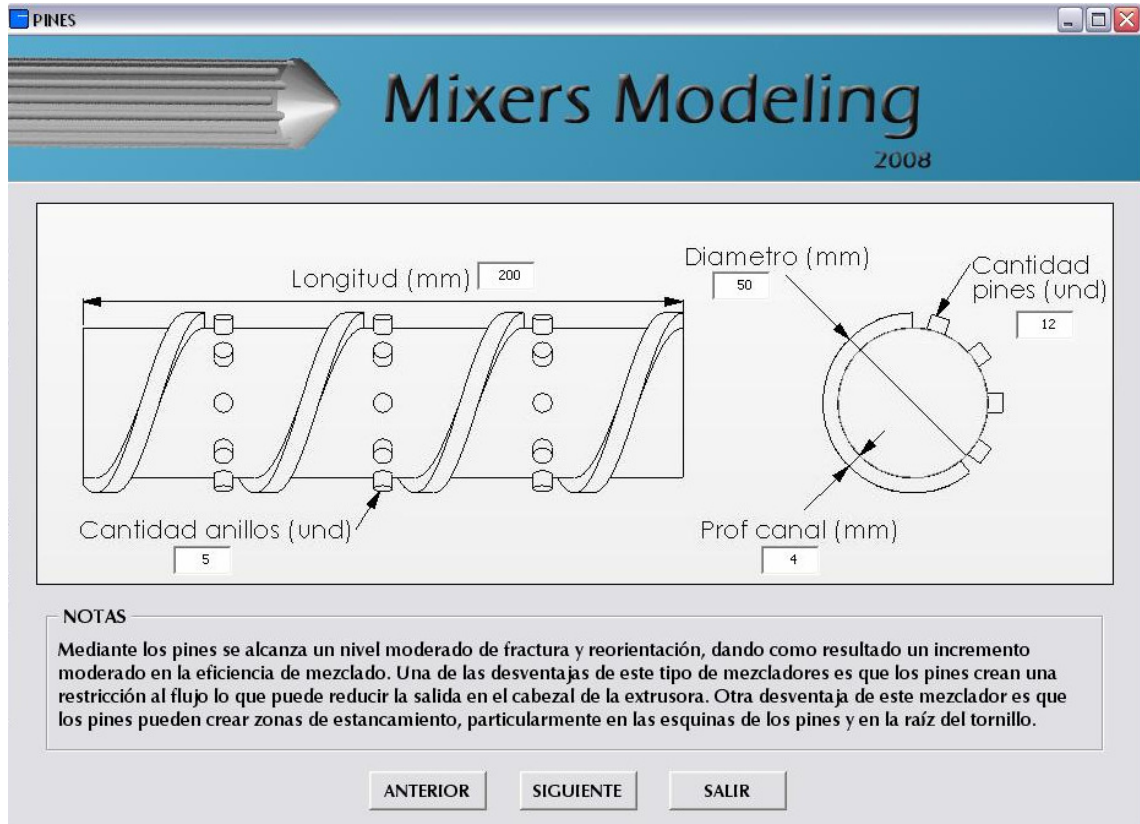 PINES
Mixers Modeling
2008
Longitud (mm) 200
Diametro (mm)
50
Cantidad
pines (und)
12
Cantidad anillos (und)
5
Prof canal (mm)
4
NOTAS
Mediante los pines se alcanza un nivel moderado de fractura y reorientación, dando como resultado un incremento
moderado en la eficiencia de mezclado. Una de las desventajas de este tipo de mezcladores es que los pines crean una
restricción al flujo lo que puede reducir la salida en el cabezal de la extrusora. Otra desventaja de este mezclador es que
los pines pueden crear zonas de estancamiento, particularmente en las esquinas de los pines y en la raíz del tornillo.
ANTERIOR SIGUIENTE SALIR